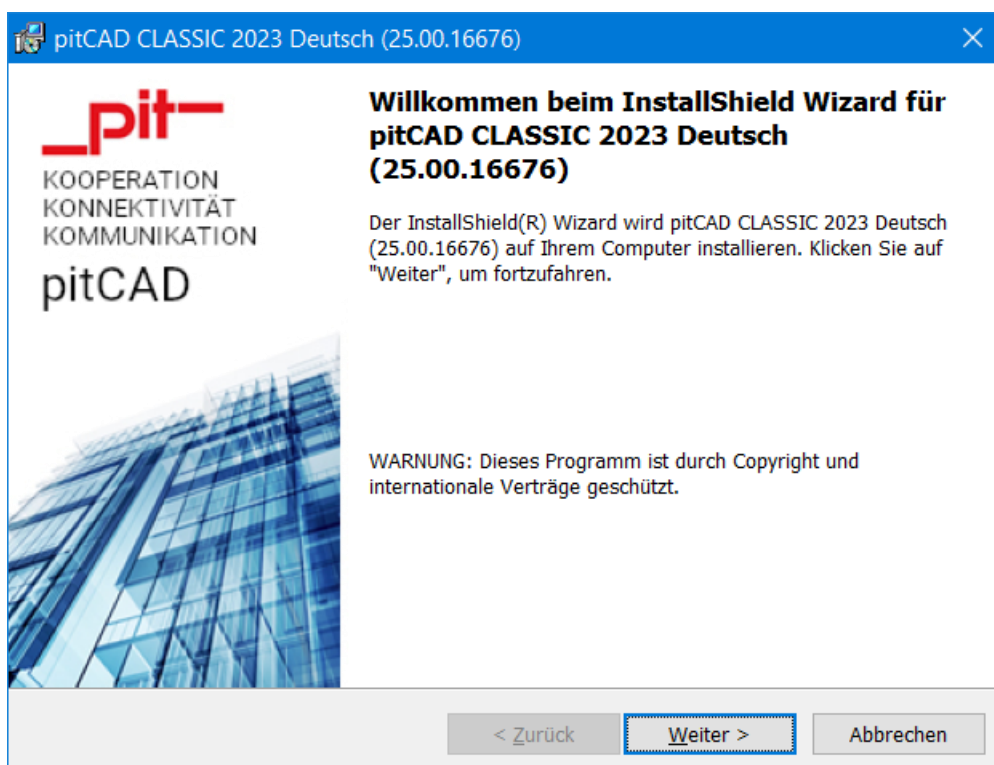 pitCAD CLASSIC 2023 Deutsch (25.00.16676)
pit
KOOPERATION
KONNEKTIVITÄT
KOMMUNIKATION
pitCAD
Willkommen beim InstallShield Wizard für
pitCAD CLASSIC 2023 Deutsch
(25.00.16676)
Der InstallShield(R) Wizard wird pitCAD CLASSIC 2023 Deutsch
(25.00.16676) auf Ihrem Computer installieren. Klicken Sie auf
"Weiter", um fortzufahren.
WARNUNG: Dieses Programm ist durch Copyright und
internationale Verträge geschützt.
< Zurück
Weiter >
Abbrechen